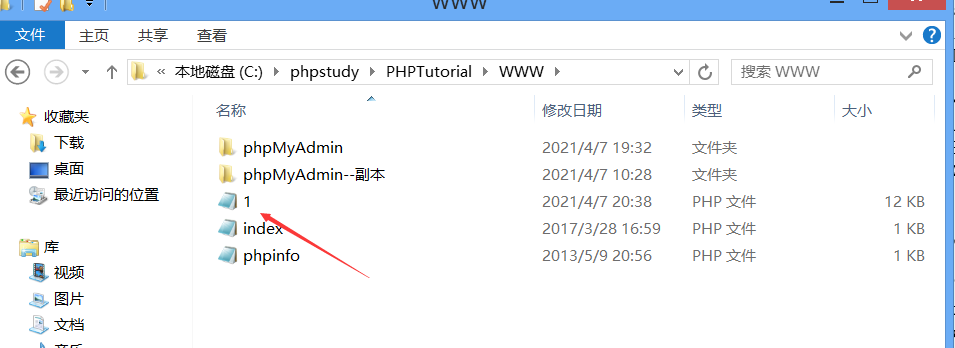 WWW
文件 主页 共享 查看
« 本地磁盘 (C:) phpstudy PHPTutorial WWW 搜索 WWW
名称 修改日期 类型 大小
收藏夹
下载
桌面
最近访问的位置
库
视频
图片
文档
音乐
phpMyAdmin 2021/4/7 19:32 文件夹
phpMyAdmin--副本 2021/4/7 10:28 文件夹
1 2021/4/7 20:38 PHP 文件 12 KB
index 2017/3/28 16:59 PHP 文件 1 KB
phpinfo 2013/5/9 20:56 PHP 文件 1 KB